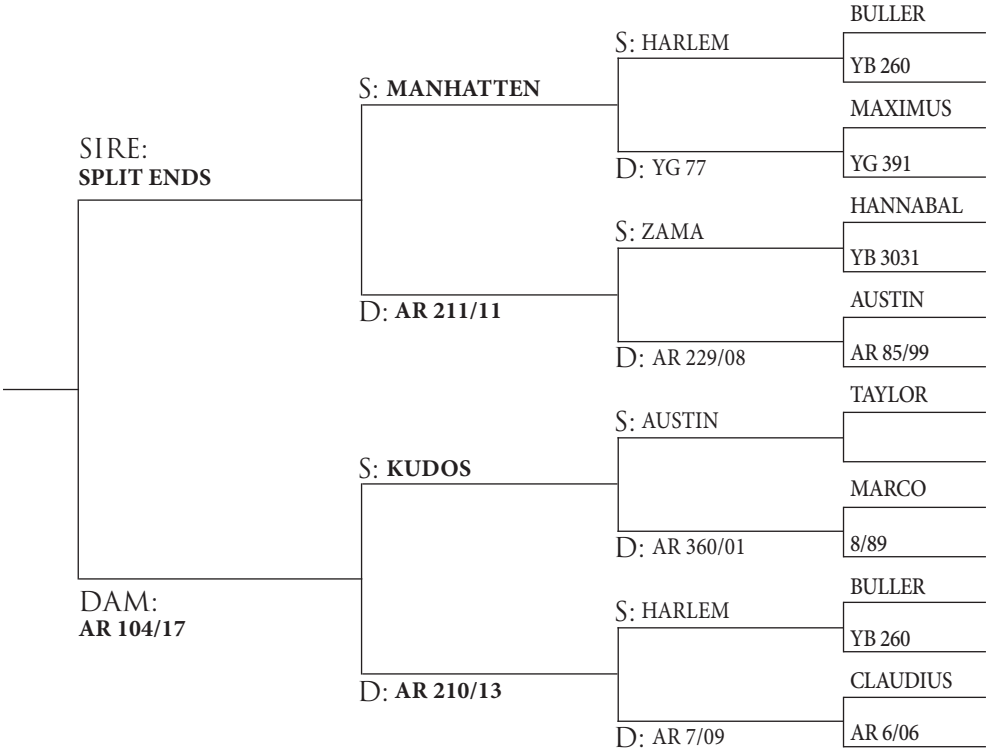 BULLER
S: HARLEM
YB 260
S: MANHATTEN
MAXIMUS
SIRE:
D: YG 77
YG 391
SPLIT ENDS
HANNABAL
S: ZAMA
YB 3031
D: AR 211/11
AUSTIN
D: AR 229/08
AR 85/99
TAYLOR
S: AUSTIN
S: KUDOS
MARCO
D: AR 360/01
8/89
BULLER
DAM:
S: HARLEM
AR 104/17
YB 260
D: AR 210/13
CLAUDIUS
D: AR 7/09
AR 6/06